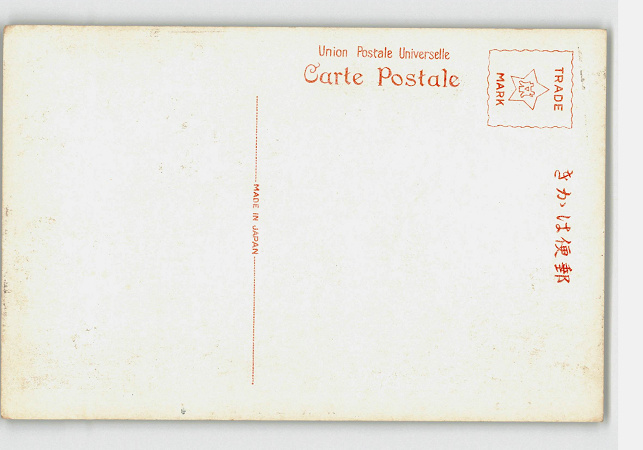 Union Postale Universelle
Carte Postale
TRADE
MARK
きかは便郵
MADE IN JAPAN